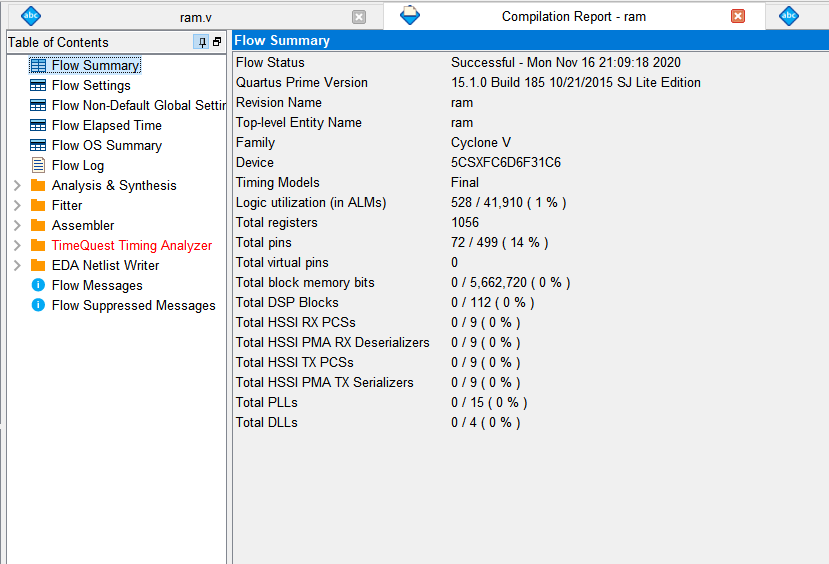 abc ram.v Compilation Report - ram abc
Table of Contents
Flow Summary
Flow Settings
Flow Non-Default Global Settin
Flow Elapsed Time
Flow OS Summary
Flow Log
Analysis & Synthesis
Fitter
Assembler
TimeQuest Timing Analyzer
EDA Netlist Writer
Flow Messages
Flow Suppressed Messages
Flow Summary
Flow Status Successful - Mon Nov 16 21:09:18 2020
Quartus Prime Version 15.1.0 Build 185 10/21/2015 SJ Lite Edition
Revision Name ram
Top-level Entity Name ram
Family Cyclone V
Device 5CSXFC6D6F31C6
Timing Models Final
Logic utilization (in ALMs) 528 / 41,910 ( 1 % )
Total registers 1056
Total pins 72 / 499 ( 14 % )
Total virtual pins 0
Total block memory bits 0 / 5,662,720 ( 0 % )
Total DSP Blocks 0 / 112 ( 0 % )
Total HSSI RX PCSs 0 / 9 ( 0 % )
Total HSSI PMA RX Deserializers 0 / 9 ( 0 % )
Total HSSI TX PCSs 0 / 9 ( 0 % )
Total HSSI PMA TX Serializers 0 / 9 ( 0 % )
Total PLLs 0 / 15 ( 0 % )
Total DLLs 0 / 4 ( 0 % )